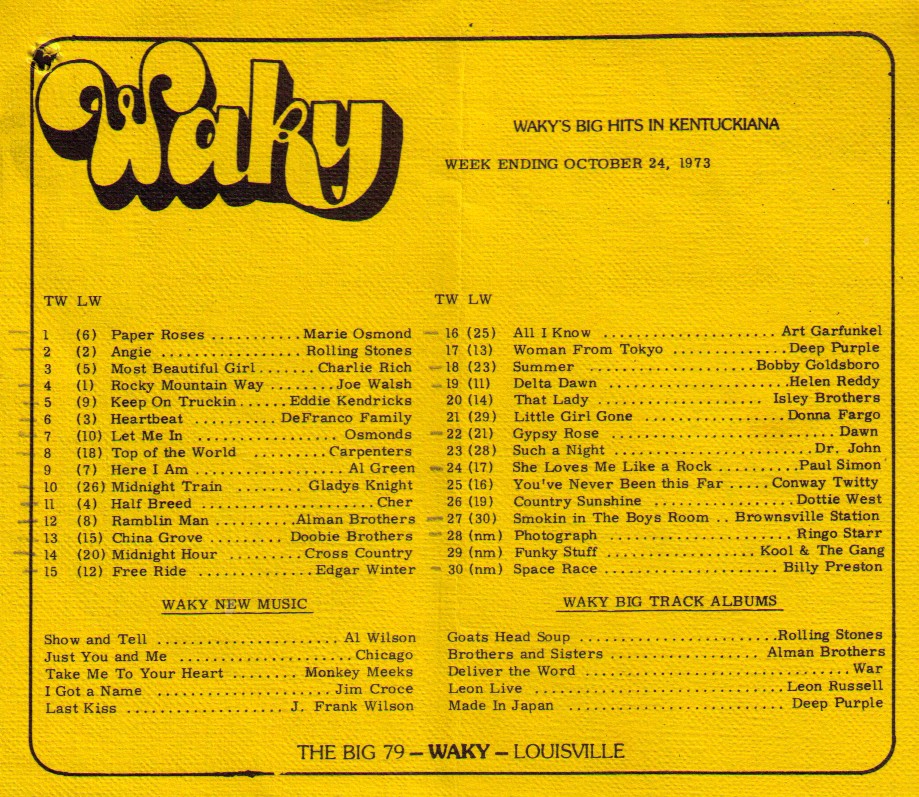 Waky
WAKY'S BIG HITS IN KENTUCKIANA
WEEK ENDING OCTOBER 24, 1973
TW LW
1 (6) Paper Roses .......... Marie Osmond
2 (2) Angie .................. Rolling Stones
3 (5) Most Beautiful Girl ....... Charlie Rich
4 (1) Rocky Mountain Way ........ Joe Walsh
5 (9) Keep On Truckin ...... Eddie Kendricks
6 (3) Heartbeat ........... DeFranco Family
7 (10) Let Me In ................. Osmonds
8 (18) Top of the World .......... Carpenters
9 (7) Here I Am .................. Al Green
10 (26) Midnight Train ........ Gladys Knight
11 (4) Half Breed ..................... Cher
12 (8) Ramblin Man .......... Alman Brothers
13 (15) China Grove ......... Doobie Brothers
14 (20) Midnight Hour ......... Cross Country
15 (12) Free Ride ............. Edgar Winter
TW LW
16 (25) All I Know ...................... Art Garfunkel
17 (13) Woman From Tokyo ............. Deep Purple
18 (23) Summer .................... Bobby Goldsboro
19 (11) Delta Dawn ...................... Helen Reddy
20 (14) That Lady .................... Isley Brothers
21 (29) Little Girl Gone ................ Donna Fargo
22 (21) Gypsy Rose .......................... Dawn
23 (28) Such a Night ..................... Dr. John
24 (17) She Loves Me Like a Rock .......... Paul Simon
25 (16) You've Never Been this Far ..... Conway Twitty
26 (19) Country Sunshine ............... Dottie West
27 (30) Smokin in The Boys Room .. Brownsville Station
28 (nm) Photograph ..................... Ringo Starr
29 (nm) Funky Stuff ................ Kool & The Gang
30 (nm) Space Race .................... Billy Preston
WAKY NEW MUSIC
Show and Tell ...................... Al Wilson
Just You and Me .................... Chicago
Take Me To Your Heart ........ Monkey Meeks
I Got a Name ..................... Jim Croce
Last Kiss .................. J. Frank Wilson
WAKY BIG TRACK ALBUMS
Goats Head Soup ........................ Rolling Stones
Brothers and Sisters ................... Alman Brothers
Deliver the Word ................................. War
Leon Live ............................. Leon Russell
Made In Japan ......................... Deep Purple
THE BIG 79 – WAKY – LOUISVILLE